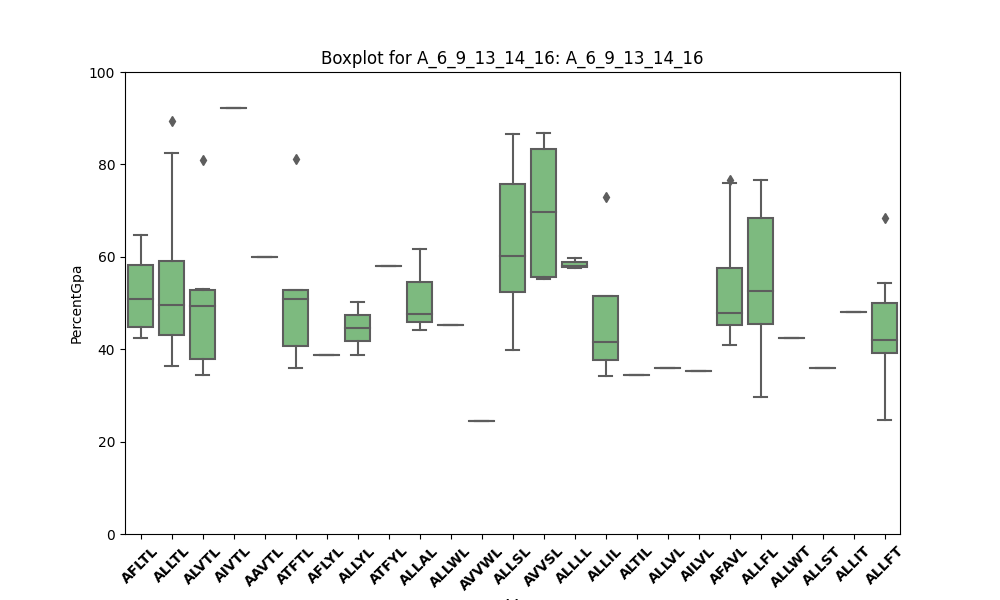 Boxplot for A_6_9_13_14_16: A_6_9_13_14_16
PercentGpa
100
80
60
40
20
0
AFLTL
ALLTL
ALVTL
AIVTL
AAVTL
ATFTL
AFLYL
ALLYL
ATFYL
ALLAL
ALLWL
AVVWL
ALLSL
AVVSL
ALLLL
ALLIL
ALTIL
ALLVL
AILVL
AFAVL
ALLFL
ALLWT
ALLST
ALLIT
ALLFT